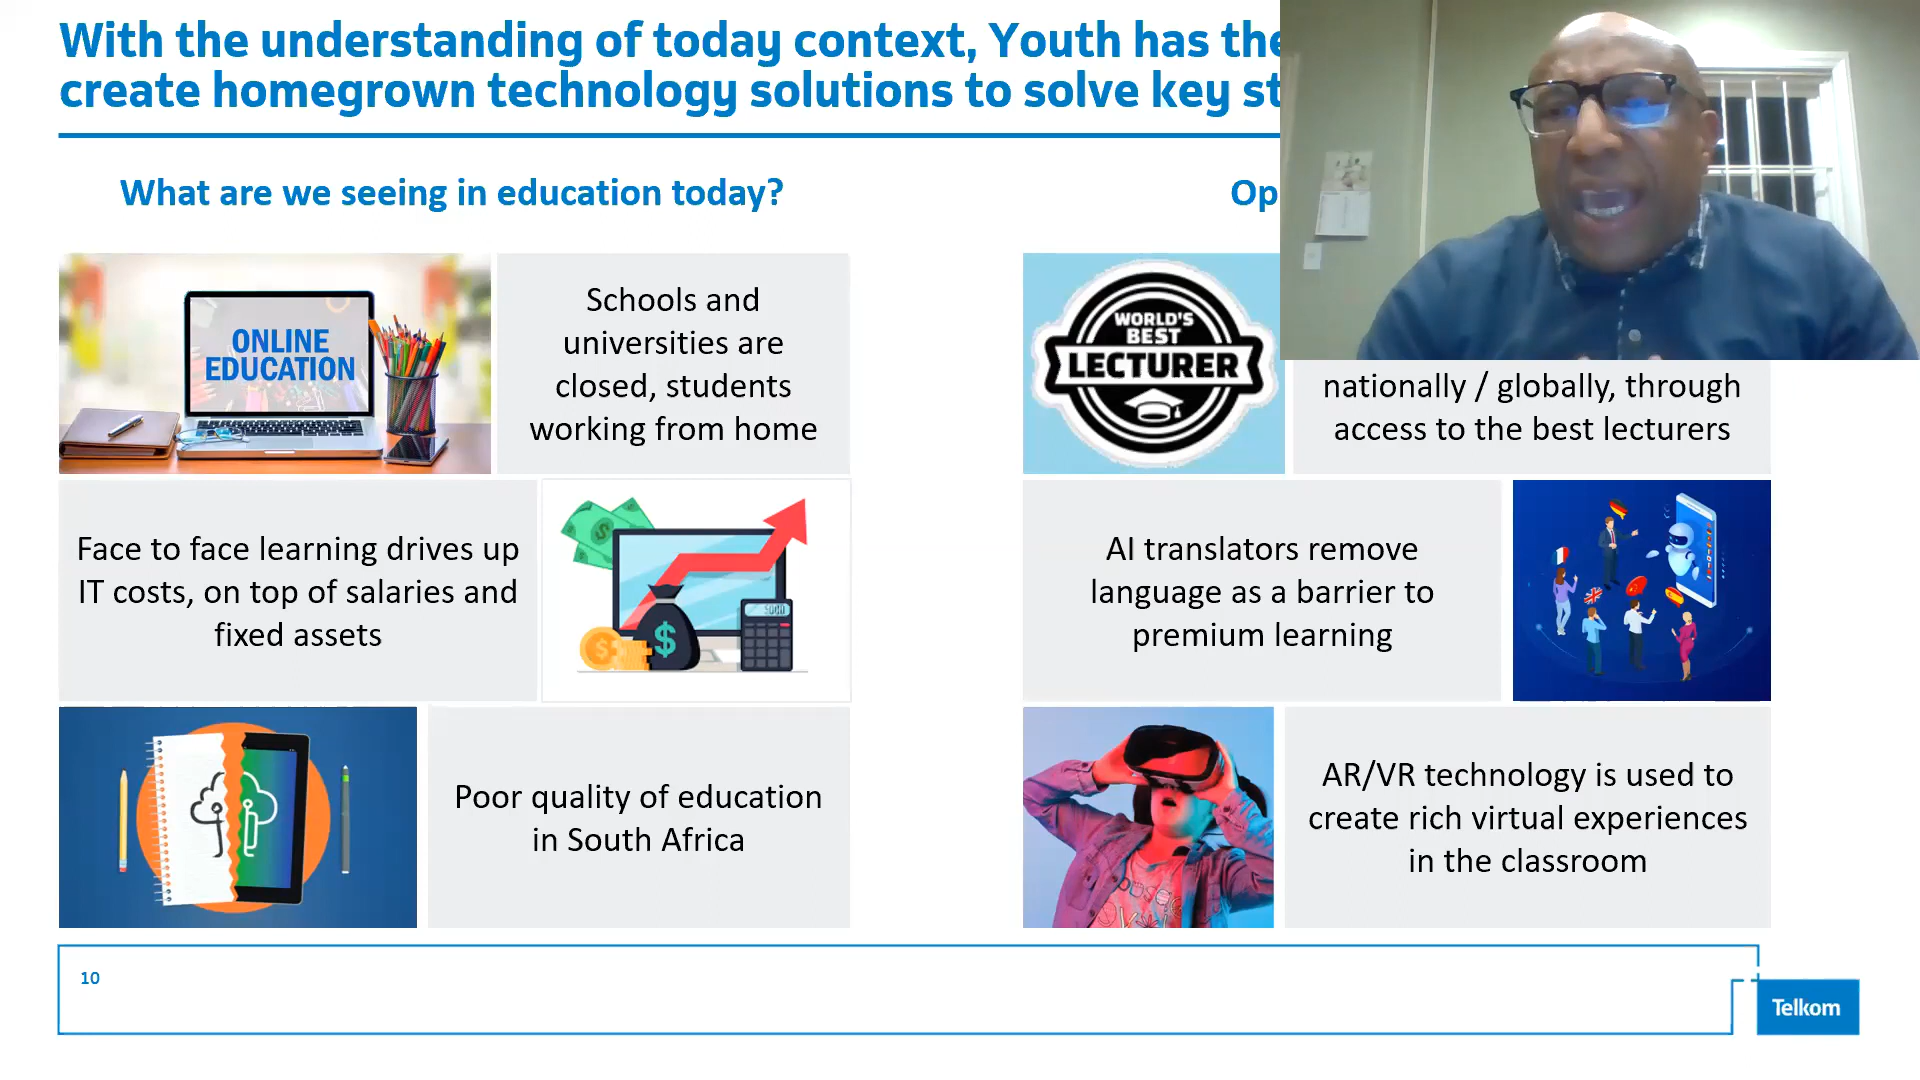 With the understanding of today context, Youth has the
create homegrown technology solutions to solve key st
What are we seeing in education today?
Op
ONLINE
EDUCATION
Schools and
universities are
closed, students
working from home
WORLD'S
BEST
LECTURER
nationally / globally, through
access to the best lecturers
Face to face learning drives up
IT costs, on top of salaries and
fixed assets
AI translators remove
language as a barrier to
premium learning
Poor quality of education
in South Africa
AR/VR technology is used to
create rich virtual experiences
in the classroom
10
Telkom